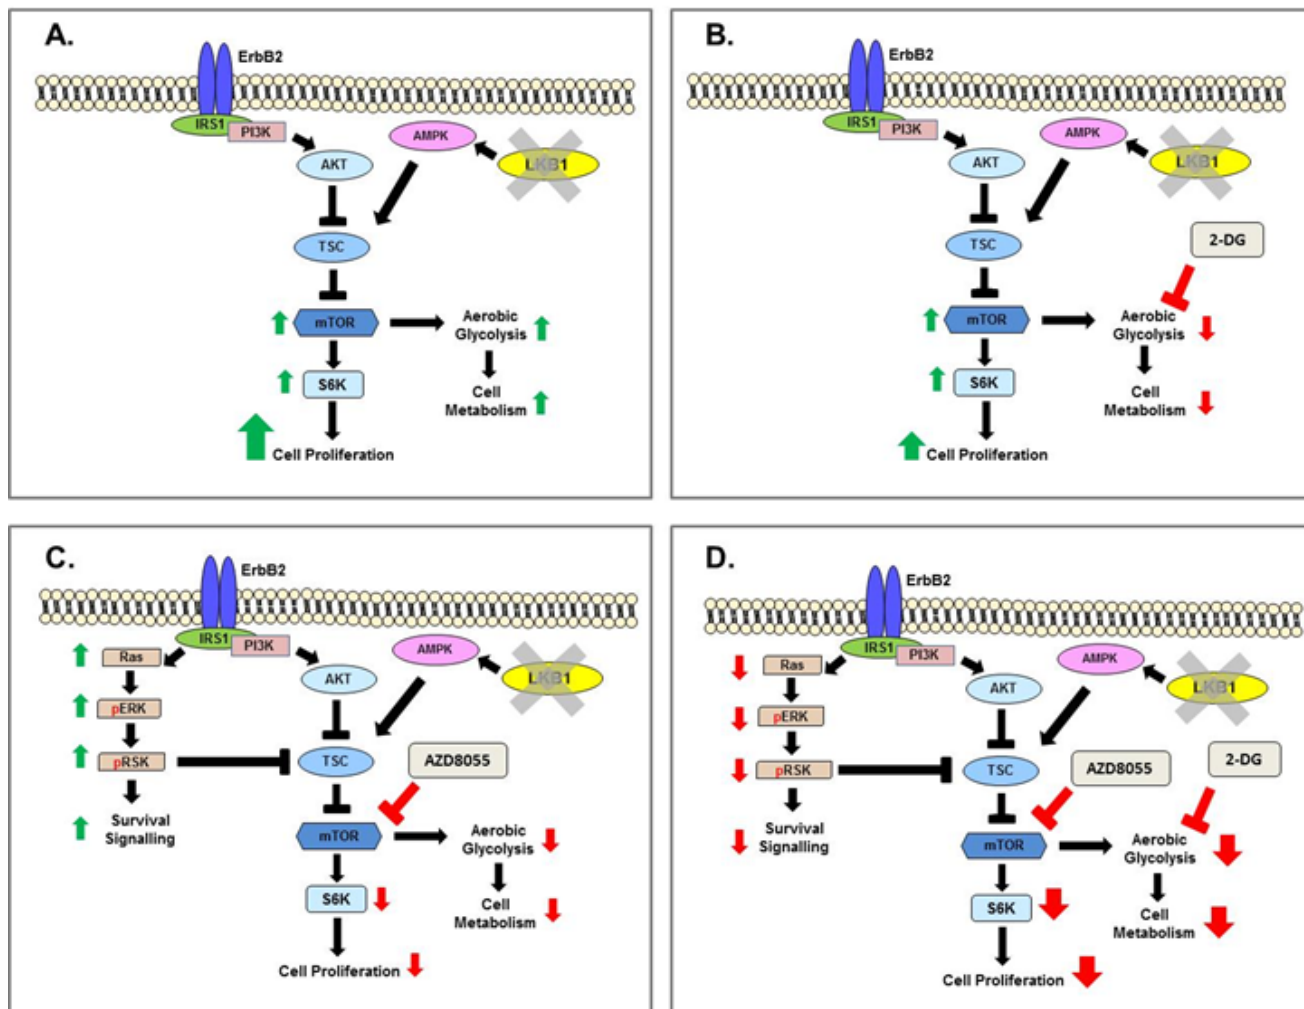 A.
ErbB2
IRS1
PI3K
AKT
AMPK
LKB1
TSC
mTOR
Aerobic
Glycolysis
S6K
Cell
Metabolism
Cell Proliferation
B.
ErbB2
IRS1
PI3K
AKT
AMPK
LKB1
TSC
2-DG
mTOR
Aerobic
Glycolysis
S6K
Cell
Metabolism
Cell Proliferation
C.
ErbB2
IRS1
PI3K
Ras
AKT
AMPK
LKB1
pERK
pRSK
TSC
AZD8055
Survival
Signalling
mTOR
Aerobic
Glycolysis
S6K
Cell
Metabolism
Cell Proliferation
D.
ErbB2
IRS1
PI3K
Ras
AKT
AMPK
LKB1
pERK
pRSK
TSC
AZD8055
2-DG
Survival
Signalling
mTOR
Aerobic
Glycolysis
S6K
Cell
Metabolism
Cell Proliferation